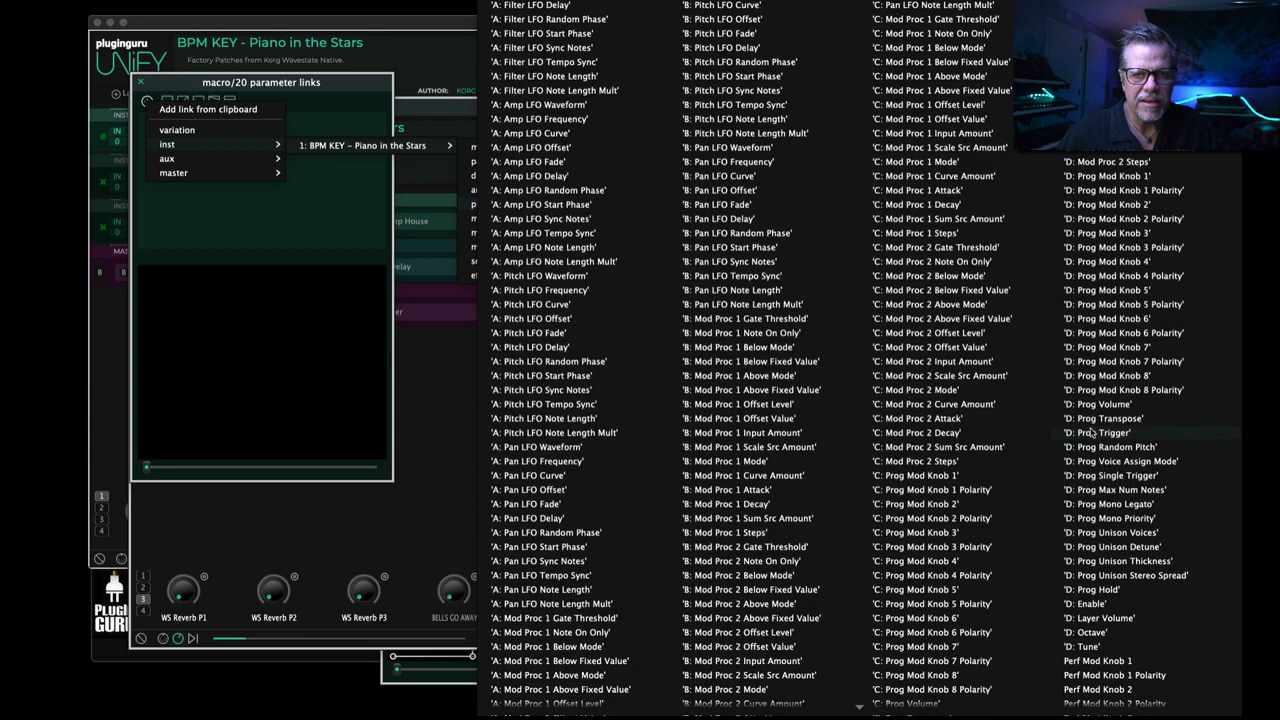 pluginguru
UNIFY
BPM KEY - Piano in the Stars
Factory Patches from Korg Wavestate Native.
AUTHOR: KORG
macro/20 parameter links
Add link from clipboard
variation
inst
aux
master
1: BPM KEY - Piano in the Stars
INST
IN
0
INST
IN
0
INST
IN
0
MAS
B
B
rs
mp House
Delay
er
1
2
3
4
1
2
3
4
WS Reverb P1
WS Reverb P2
WS Reverb P3
BELLS GO AWAY
PLUGIN
GURU
'A: Filter LFO Delay'
'A: Filter LFO Random Phase'
'A: Filter LFO Start Phase'
'A: Filter LFO Sync Notes'
'A: Filter LFO Tempo Sync'
'A: Filter LFO Note Length'
'A: Filter LFO Note Length Mult'
'A: Amp LFO Waveform'
'A: Amp LFO Frequency'
'A: Amp LFO Curve'
'A: Amp LFO Offset'
'A: Amp LFO Fade'
'A: Amp LFO Delay'
'A: Amp LFO Random Phase'
'A: Amp LFO Start Phase'
'A: Amp LFO Sync Notes'
'A: Amp LFO Tempo Sync'
'A: Amp LFO Note Length'
'A: Amp LFO Note Length Mult'
'A: Pitch LFO Waveform'
'A: Pitch LFO Frequency'
'A: Pitch LFO Curve'
'A: Pitch LFO Offset'
'A: Pitch LFO Fade'
'A: Pitch LFO Delay'
'A: Pitch LFO Random Phase'
'A: Pitch LFO Start Phase'
'A: Pitch LFO Sync Notes'
'A: Pitch LFO Tempo Sync'
'A: Pitch LFO Note Length'
'A: Pitch LFO Note Length Mult'
'A: Pan LFO Waveform'
'A: Pan LFO Frequency'
'A: Pan LFO Curve'
'A: Pan LFO Offset'
'A: Pan LFO Fade'
'A: Pan LFO Delay'
'A: Pan LFO Random Phase'
'A: Pan LFO Start Phase'
'A: Pan LFO Sync Notes'
'A: Pan LFO Tempo Sync'
'A: Pan LFO Note Length'
'A: Pan LFO Note Length Mult'
'A: Mod Proc 1 Gate Threshold'
'A: Mod Proc 1 Note On Only'
'A: Mod Proc 1 Below Mode'
'A: Mod Proc 1 Below Fixed Value'
'A: Mod Proc 1 Above Mode'
'A: Mod Proc 1 Above Fixed Value'
'B: Pitch LFO Curve'
'B: Pitch LFO Offset'
'B: Pitch LFO Fade'
'B: Pitch LFO Delay'
'B: Pitch LFO Random Phase'
'B: Pitch LFO Start Phase'
'B: Pitch LFO Sync Notes'
'B: Pitch LFO Tempo Sync'
'B: Pitch LFO Note Length'
'B: Pitch LFO Note Length Mult'
'B: Pan LFO Waveform'
'B: Pan LFO Frequency'
'B: Pan LFO Curve'
'B: Pan LFO Offset'
'B: Pan LFO Fade'
'B: Pan LFO Delay'
'B: Pan LFO Random Phase'
'B: Pan LFO Start Phase'
'B: Pan LFO Sync Notes'
'B: Pan LFO Tempo Sync'
'B: Pan LFO Note Length'
'B: Pan LFO Note Length Mult'
'B: Mod Proc 1 Gate Threshold'
'B: Mod Proc 1 Note On Only'
'B: Mod Proc 1 Below Mode'
'B: Mod Proc 1 Below Fixed Value'
'B: Mod Proc 1 Above Mode'
'B: Mod Proc 1 Above Fixed Value'
'B: Mod Proc 1 Offset Level'
'B: Mod Proc 1 Offset Value'
'B: Mod Proc 1 Input Amount'
'B: Mod Proc 1 Scale Src Amount'
'B: Mod Proc 1 Mode'
'B: Mod Proc 1 Curve Amount'
'B: Mod Proc 1 Attack'
'B: Mod Proc 1 Decay'
'B: Mod Proc 1 Sum Src Amount'
'B: Mod Proc 1 Steps'
'B: Mod Proc 2 Gate Threshold'
'B: Mod Proc 2 Note On Only'
'B: Mod Proc 2 Below Mode'
'B: Mod Proc 2 Below Fixed Value'
'B: Mod Proc 2 Above Mode'
'B: Mod Proc 2 Above Fixed Value'
'B: Mod Proc 2 Offset Level'
'B: Mod Proc 2 Offset Value'
'B: Mod Proc 2 Input Amount'
'B: Mod Proc 2 Scale Src Amount'
'B: Mod Proc 2 Mode'
'B: Mod Proc 2 Curve Amount'
'C: Pan LFO Note Length Mult'
'C: Mod Proc 1 Gate Threshold'
'C: Mod Proc 1 Note On Only'
'C: Mod Proc 1 Below Mode'
'C: Mod Proc 1 Below Fixed Value'
'C: Mod Proc 1 Above Mode'
'C: Mod Proc 1 Above Fixed Value'
'C: Mod Proc 1 Offset Level'
'C: Mod Proc 1 Offset Value'
'C: Mod Proc 1 Input Amount'
'C: Mod Proc 1 Scale Src Amount'
'C: Mod Proc 1 Mode'
'C: Mod Proc 1 Curve Amount'
'C: Mod Proc 1 Attack'
'C: Mod Proc 1 Decay'
'C: Mod Proc 1 Sum Src Amount'
'C: Mod Proc 1 Steps'
'C: Mod Proc 2 Gate Threshold'
'C: Mod Proc 2 Note On Only'
'C: Mod Proc 2 Below Mode'
'C: Mod Proc 2 Below Fixed Value'
'C: Mod Proc 2 Above Mode'
'C: Mod Proc 2 Above Fixed Value'
'C: Mod Proc 2 Offset Level'
'C: Mod Proc 2 Offset Value'
'C: Mod Proc 2 Input Amount'
'C: Mod Proc 2 Scale Src Amount'
'C: Mod Proc 2 Mode'
'C: Mod Proc 2 Curve Amount'
'C: Mod Proc 2 Attack'
'C: Mod Proc 2 Decay'
'C: Mod Proc 2 Sum Src Amount'
'C: Mod Proc 2 Steps'
'C: Prog Mod Knob 1'
'C: Prog Mod Knob 1 Polarity'
'C: Prog Mod Knob 2'
'C: Prog Mod Knob 2 Polarity'
'C: Prog Mod Knob 3'
'C: Prog Mod Knob 3 Polarity'
'C: Prog Mod Knob 4'
'C: Prog Mod Knob 4 Polarity'
'C: Prog Mod Knob 5'
'C: Prog Mod Knob 5 Polarity'
'C: Prog Mod Knob 6'
'C: Prog Mod Knob 6 Polarity'
'C: Prog Mod Knob 7'
'C: Prog Mod Knob 7 Polarity'
'C: Prog Mod Knob 8'
'C: Prog Mod Knob 8 Polarity'
'C: Prog Volume'
'D: Mod Proc 2 Steps'
'D: Prog Mod Knob 1'
'D: Prog Mod Knob 1 Polarity'
'D: Prog Mod Knob 2'
'D: Prog Mod Knob 2 Polarity'
'D: Prog Mod Knob 3'
'D: Prog Mod Knob 3 Polarity'
'D: Prog Mod Knob 4'
'D: Prog Mod Knob 4 Polarity'
'D: Prog Mod Knob 5'
'D: Prog Mod Knob 5 Polarity'
'D: Prog Mod Knob 6'
'D: Prog Mod Knob 6 Polarity'
'D: Prog Mod Knob 7'
'D: Prog Mod Knob 7 Polarity'
'D: Prog Mod Knob 8'
'D: Prog Mod Knob 8 Polarity'
'D: Prog Volume'
'D: Prog Transpose'
'D: Prog Trigger'
'D: Prog Random Pitch'
'D: Prog Voice Assign Mode'
'D: Prog Single Trigger'
'D: Prog Max Num Notes'
'D: Prog Mono Legato'
'D: Prog Mono Priority'
'D: Prog Unison Voices'
'D: Prog Unison Detune'
'D: Prog Unison Thickness'
'D: Prog Unison Stereo Spread'
'D: Prog Hold'
'D: Enable'
'D: Layer Volume'
'D: Octave'
'D: Tune'
Perf Mod Knob 1
Perf Mod Knob 1 Polarity
Perf Mod Knob 2
Perf Mod Knob 2 Polarity